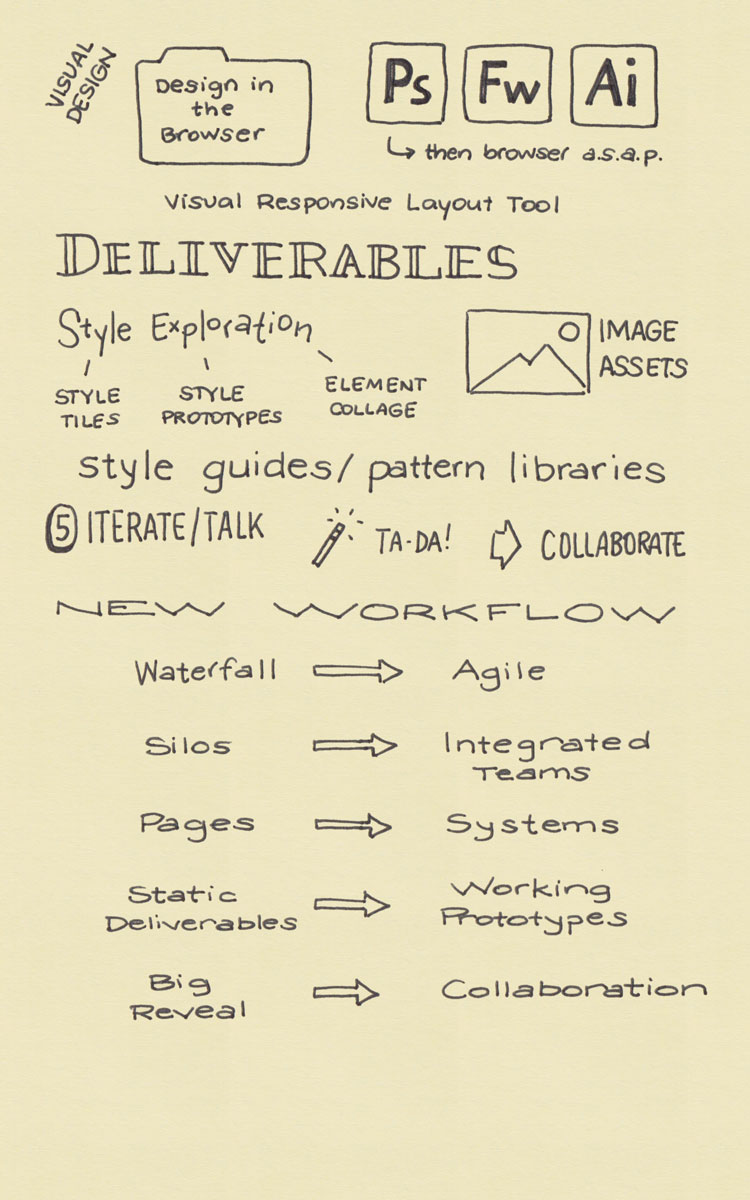 VISUAL
DESIGN
Design in
the
Browser
Ps Fw Ai
then browser a.s.a.p.
Visual Responsive Layout Tool
DELIVERABLES
Style Exploration
STYLE
TILES
STYLE
PROTOTYPES
ELEMENT
COLLAGE
IMAGE
ASSETS
style guides/pattern libraries
5 ITERATE/TALK
TA-DA!
COLLABORATE
NEW WORKFLOW
Waterfall
Agile
Silos
Integrated
Teams
Pages
Systems
Static
Deliverables
Working
Prototypes
Big
Reveal
Collaboration